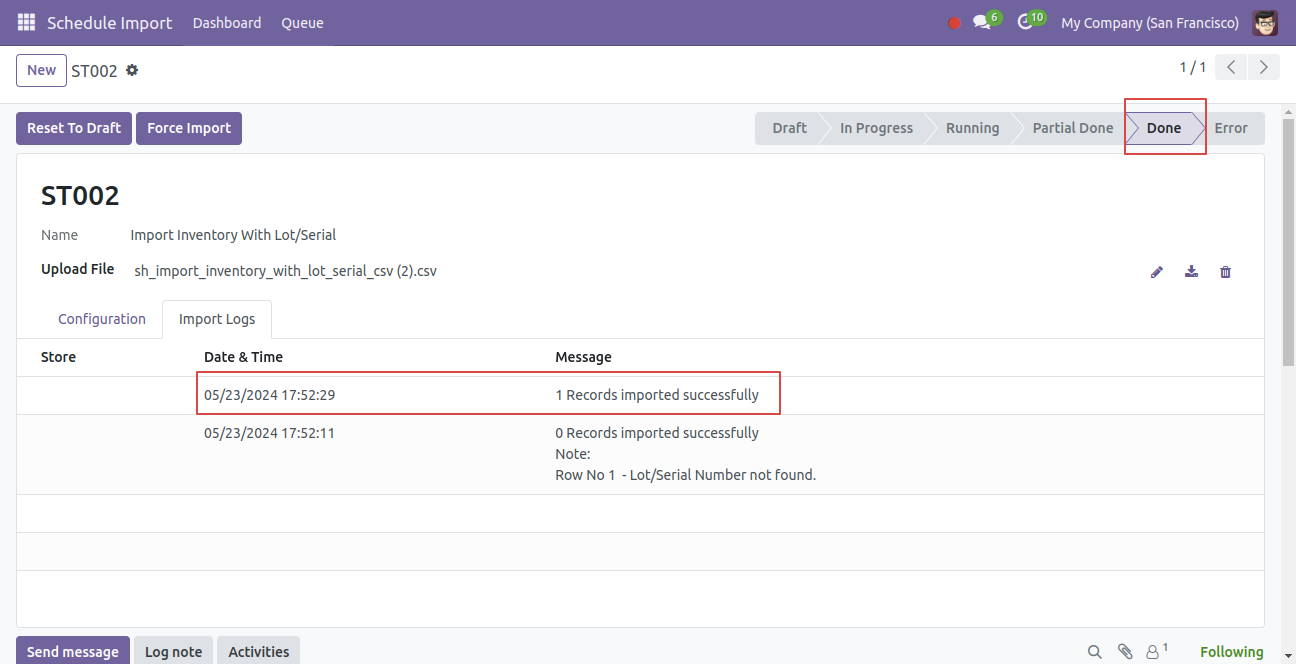 Schedule Import Dashboard Queue 6 10 My Company (San Francisco)
New ST002 1 / 1
Reset To Draft Force Import Draft In Progress Running Partial Done Done Error
ST002
Name Import Inventory With Lot/Serial
Upload File sh_import_inventory_with_lot_serial_csv (2).csv
Configuration Import Logs
Store Date & Time Message
05/23/2024 17:52:29 1 Records imported successfully
05/23/2024 17:52:11 0 Records imported successfully
Note:
Row No 1 - Lot/Serial Number not found.
Send message Log note Activities 1 Following